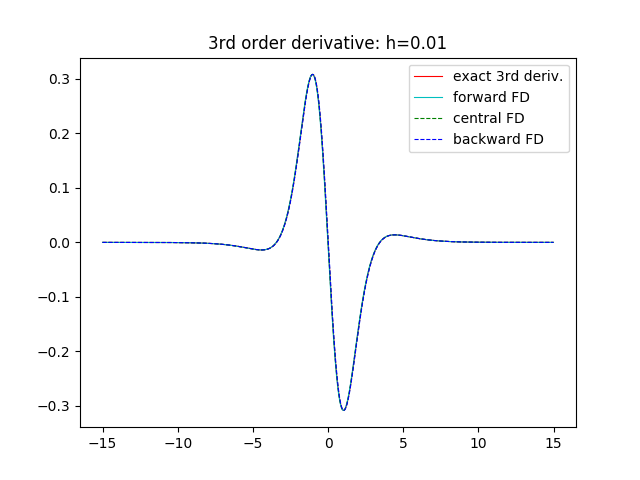 3rd order derivative: h=0.01
exact 3rd deriv.
forward FD
central FD
backward FD
0.3
0.2
0.1
0.0
−0.1
−0.2
−0.3
−15 −10 −5 0 5 10 15